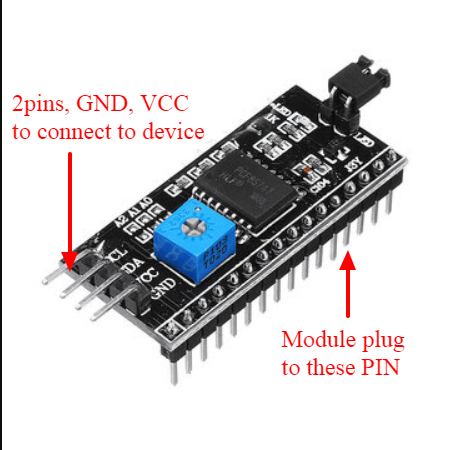 2pins, GND, VCC
to connect to device
LED
1K
A2 A1 A0
SCL
SDA
VCC
GND
Module plug
to these PIN